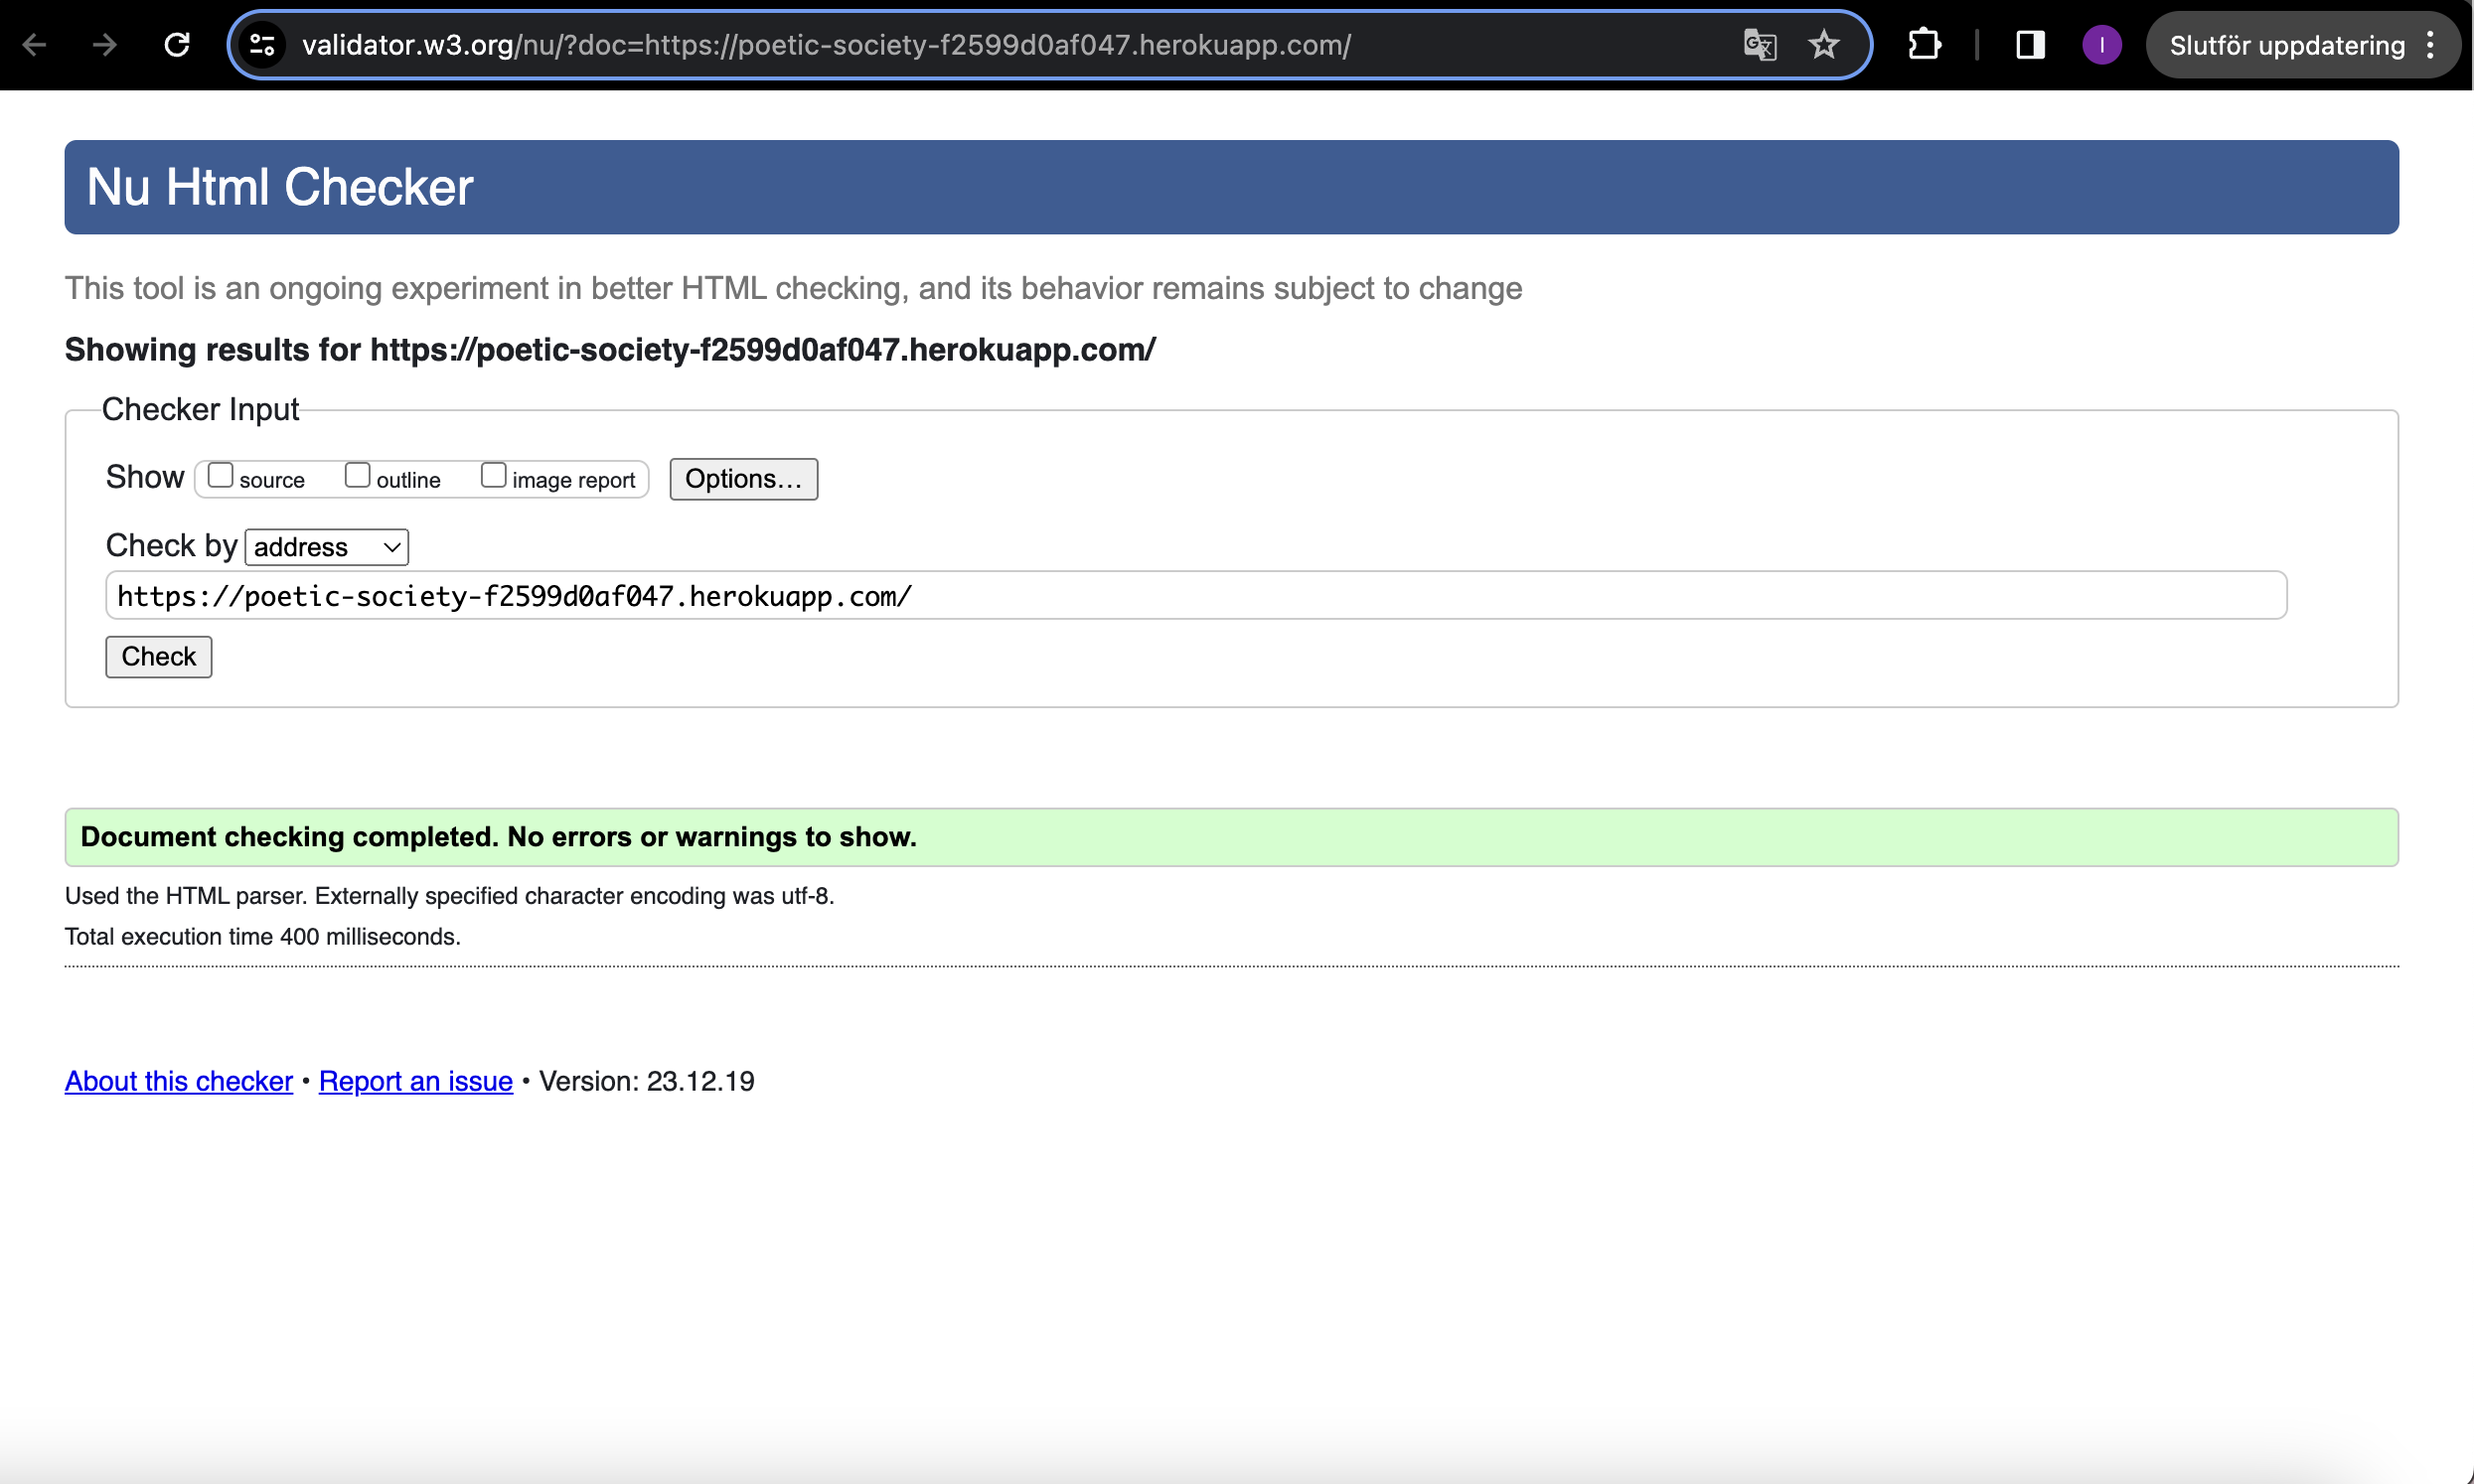 validator.w3.org/nu/?doc=https://poetic-society-f2599d0af047.herokuapp.com/
I
Slutför uppdatering
Nu Html Checker
This tool is an ongoing experiment in better HTML checking, and its behavior remains subject to change
Showing results for https://poetic-society-f2599d0af047.herokuapp.com/
Checker Input
Show source outline image report Options...
Check by address
https://poetic-society-f2599d0af047.herokuapp.com/
Check
Document checking completed. No errors or warnings to show.
Used the HTML parser. Externally specified character encoding was utf-8.
Total execution time 400 milliseconds.
About this checker • Report an issue • Version: 23.12.19